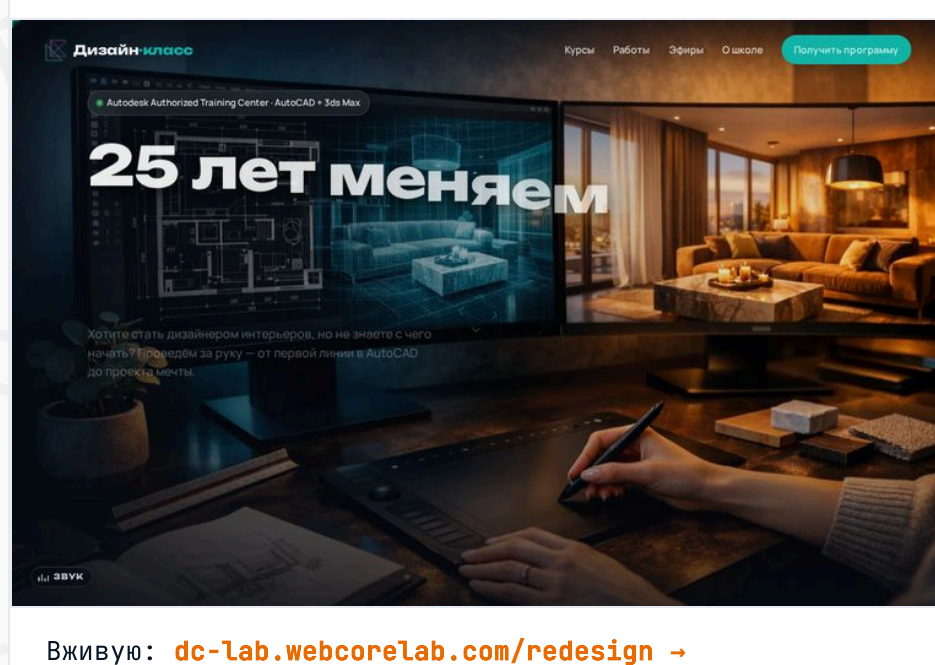 Дизайн·класс
Курсы Работы Эфиры О школе Получить программу
Autodesk Authorized Training Center · AutoCAD + 3ds Max
25 лет меняем
Хотите стать дизайнером интерьеров, но не знаете с чего
начать? Проведём за руку — от первой линии в AutoCAD
до проекта мечты.
ЗВУК
Вживую: dc-lab.webcorelab.com/redesign →